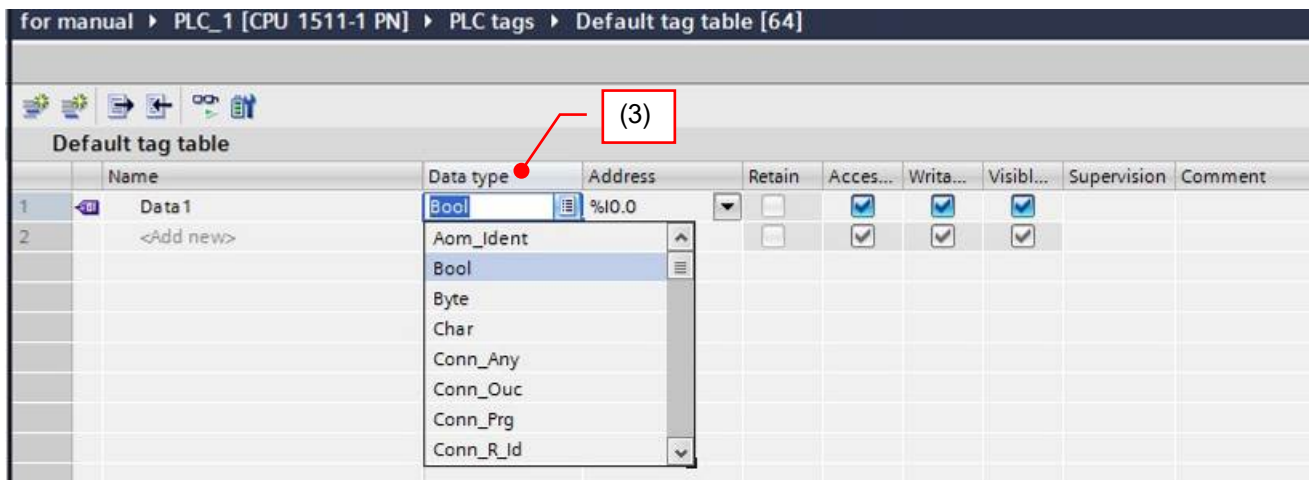 for manual ▸ PLC_1 [CPU 1511-1 PN] ▸ PLC tags ▸ Default tag table [64]
(3)
Default tag table
Name Data type Address Retain Acces... Writa... Visibl... Supervision Comment
1 Data1 Bool %I0.0
2 <Add new> Aom_Ident
Bool
Byte
Char
Conn_Any
Conn_Ouc
Conn_Prg
Conn_R_Id